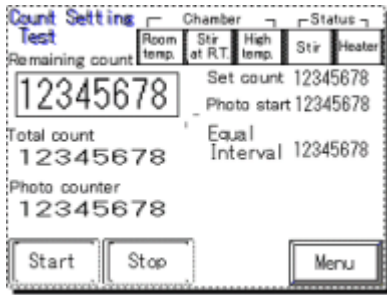 Count Setting Chamber Status
Test Room temp. Stir at R.T. High temp. Stir Heater
Remaining count Set count 12345678
12345678 Photo start 12345678
Total count Equal Interval 12345678
12345678
Photo counter
12345678
Start Stop Menu